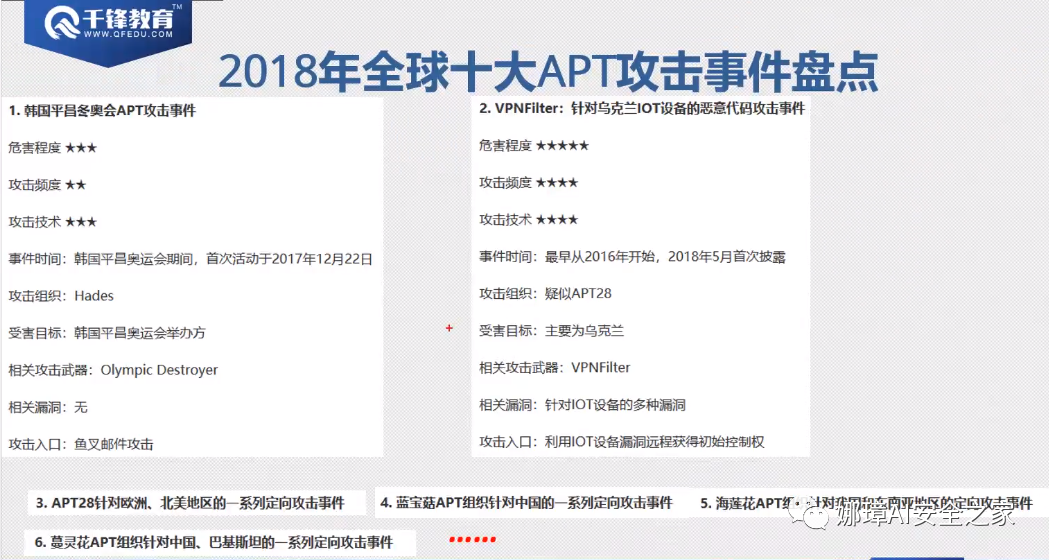 千锋教育TM
WWW.QFEDU.COM
2018年全球十大APT攻击事件盘点
1. 韩国平昌冬奥会APT攻击事件
危害程度 ★★★
攻击频度 ★★
攻击技术 ★★★
事件时间：韩国平昌奥运会期间，首次活动于2017年12月22日
攻击组织：Hades
受害目标：韩国平昌奥运会举办方
相关攻击武器：Olympic Destroyer
相关漏洞：无
攻击入口：鱼叉邮件攻击
2. VPNFilter：针对乌克兰IOT设备的恶意代码攻击事件
危害程度 ★★★★★
攻击频度 ★★★★
攻击技术 ★★★★
事件时间：最早从2016年开始，2018年5月首次披露
攻击组织：疑似APT28
受害目标：主要为乌克兰
相关攻击武器：VPNFilter
相关漏洞：针对IOT设备的多种漏洞
攻击入口：利用IOT设备漏洞远程获得初始控制权
3. APT28针对欧洲、北美地区的一系列定向攻击事件
4. 蓝宝菇APT组织针对中国的一系列定向攻击事件
5. 海莲花APT组织针对我国和东南亚地区的定向攻击事件
娜璋AI安全之家
6. 蔓灵花APT组织针对中国、巴基斯坦的一系列定向攻击事件
······